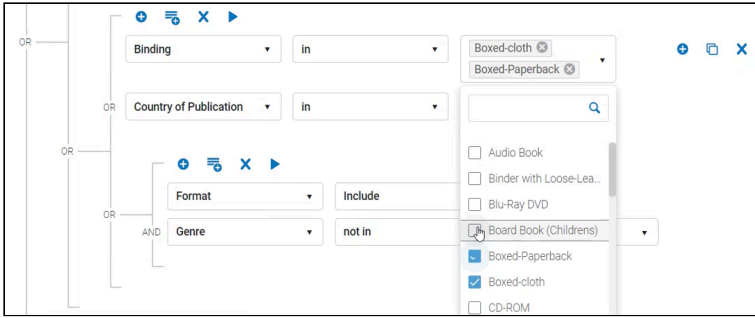 OR
Binding
in
Boxed-cloth
Boxed-Paperback
OR
Country of Publication
in
OR
Audio Book
Binder with Loose-Lea...
Format
Include
Blu-Ray DVD
OR
AND
Genre
not in
Board Book (Childrens)
Boxed-Paperback
Boxed-cloth
CD-ROM